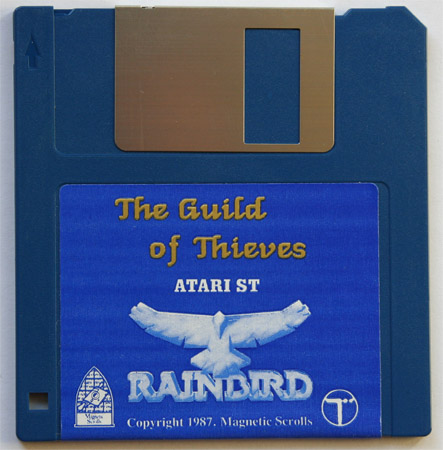 The Guild
of Thieves
ATARI ST
RAINBIRD
Magnetic
Scrolls
Copyright 1987. Magnetic Scrolls
T